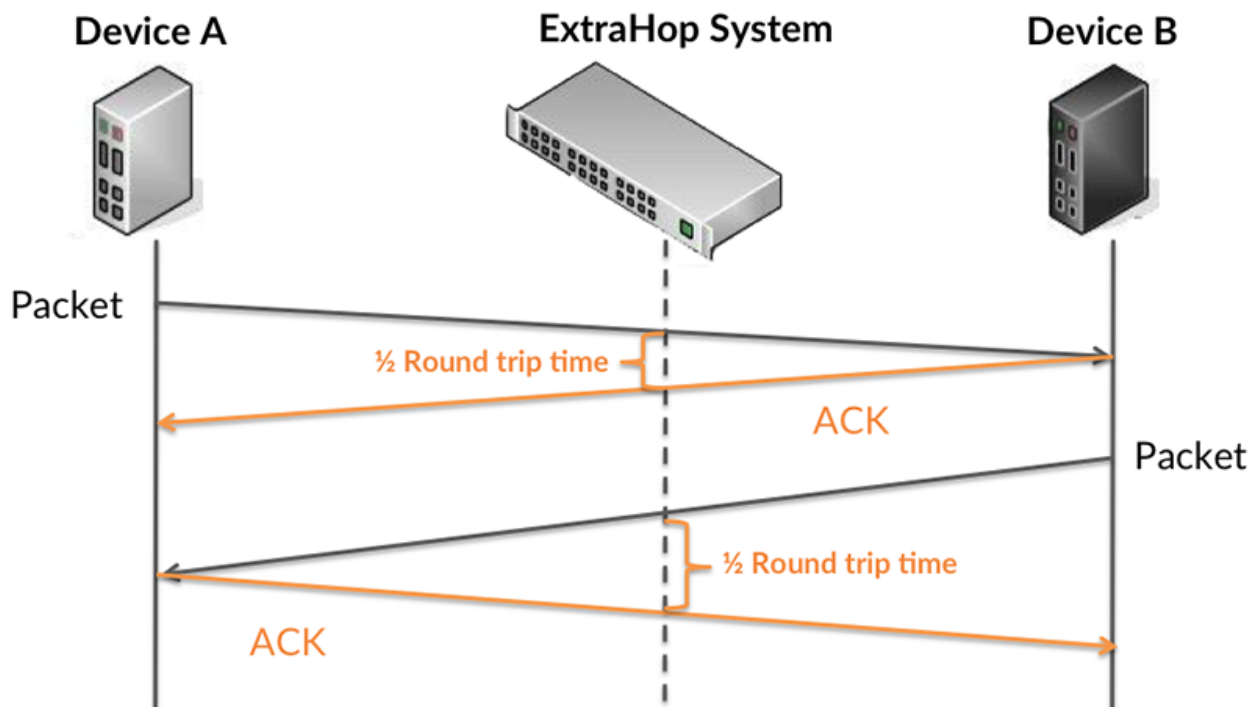 Device A
ExtraHop System
Device B
Packet
½ Round trip time
ACK
Packet
½ Round trip time
ACK